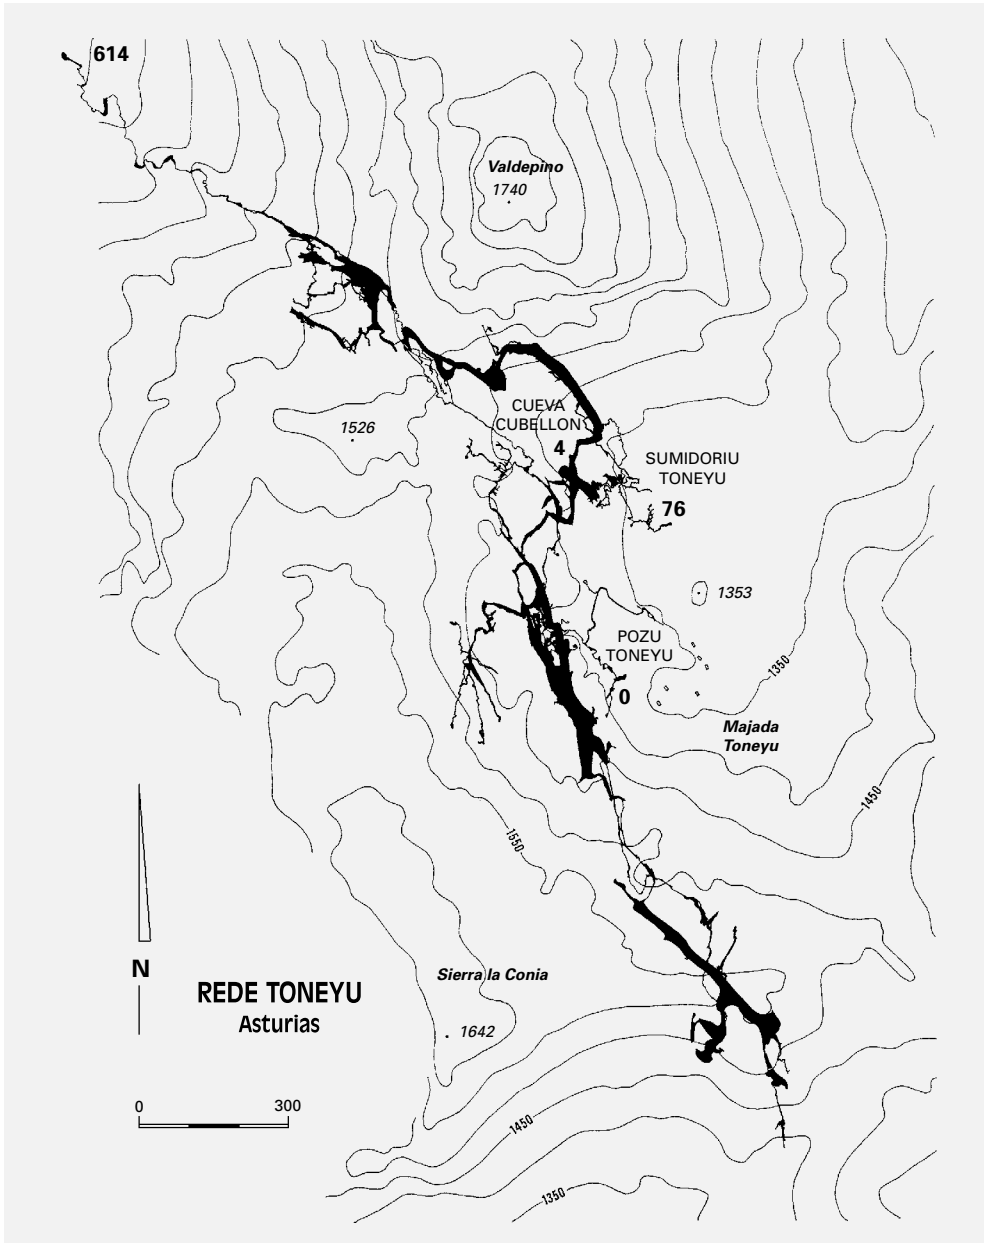 614
Valdepino
1740
CUEVA
CUBELLON
4
1526
SUMIDORIU
TONEYU
76
1353
POZU
TONEYU
0
1350
Majada
Toneyu
1450
1550
N
REDE TONEYU
Asturias
Sierra la Conia
1642
0 300
1450
1350